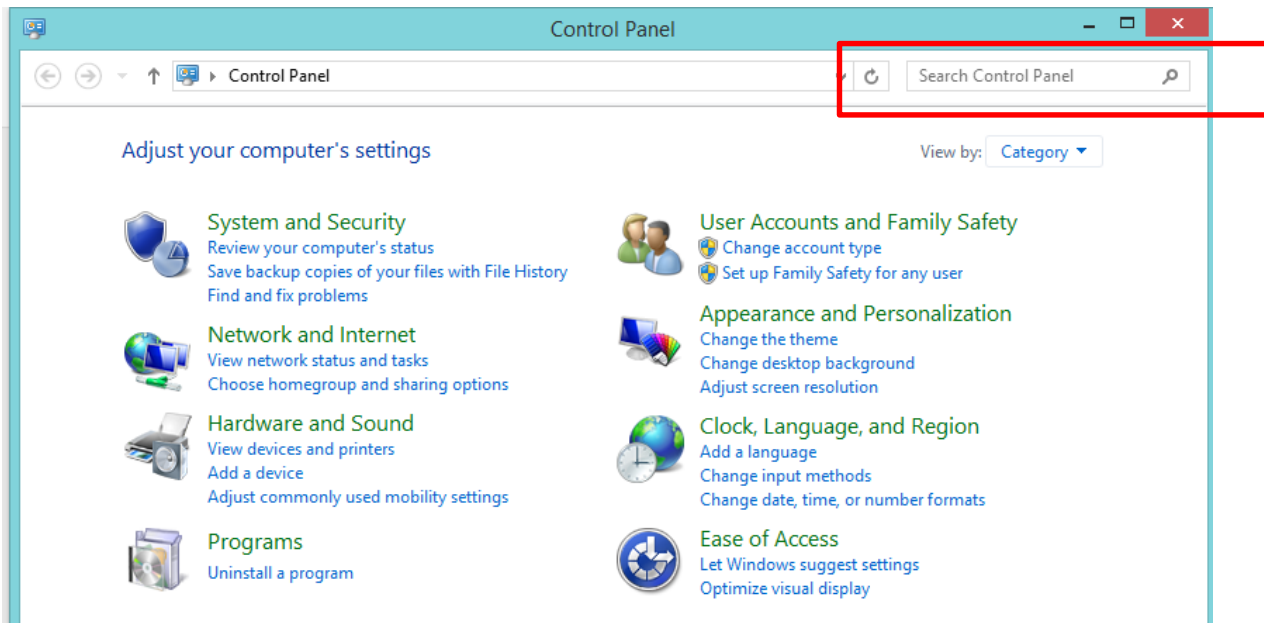 Control Panel
Control Panel
Search Control Panel
Adjust your computer's settings
View by: Category
System and Security
Review your computer's status
Save backup copies of your files with File History
Find and fix problems
Network and Internet
View network status and tasks
Choose homegroup and sharing options
Hardware and Sound
View devices and printers
Add a device
Adjust commonly used mobility settings
Programs
Uninstall a program
User Accounts and Family Safety
Change account type
Set up Family Safety for any user
Appearance and Personalization
Change the theme
Change desktop background
Adjust screen resolution
Clock, Language, and Region
Add a language
Change input methods
Change date, time, or number formats
Ease of Access
Let Windows suggest settings
Optimize visual display